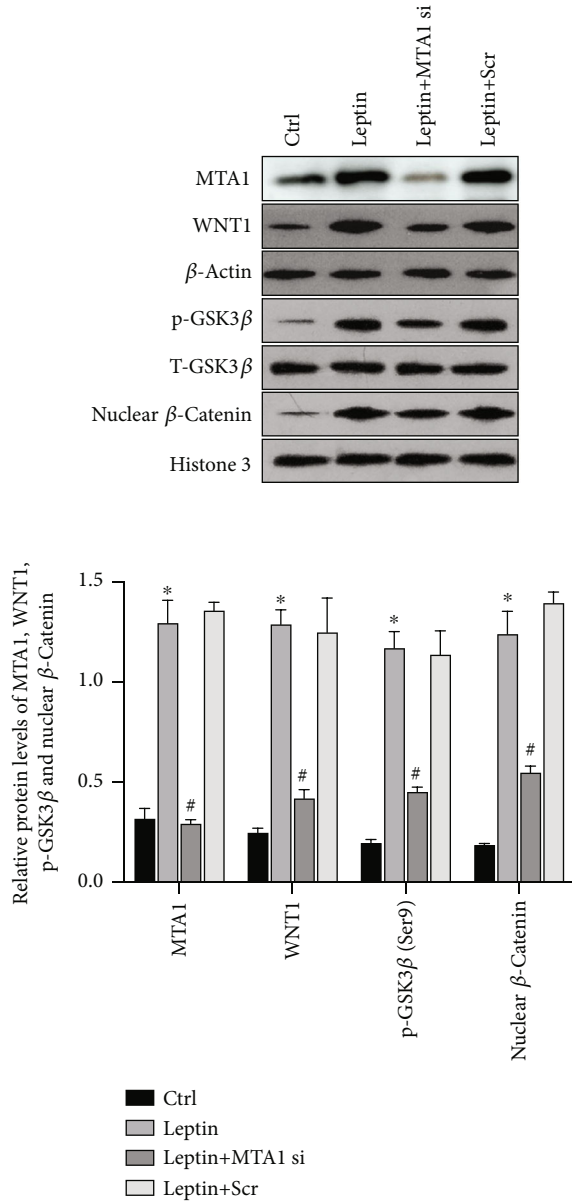 Ctrl
Leptin
Leptin+MTA1 si
Leptin+Scr
MTA1
WNT1
β-Actin
p-GSK3β
T-GSK3β
Nuclear β-Catenin
Histone 3
Relative protein levels of MTA1, WNT1,
p-GSK3β and nuclear β-Catenin
1.5
1.0
0.5
0.0
*
#
*
#
*
#
*
#
MTA1
WNT1
p-GSK3β (Ser9)
Nuclear β-Catenin
Ctrl
Leptin
Leptin+MTA1 si
Leptin+Scr